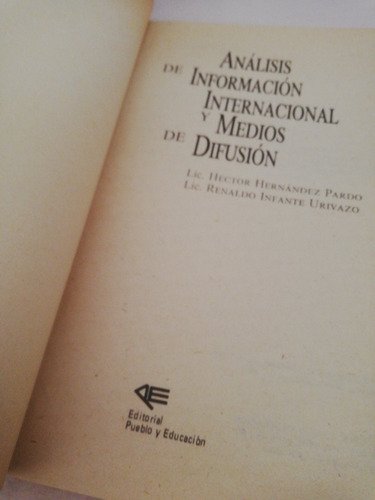 ANÁLISIS
DE INFORMACIÓN
INTERNACIONAL
Y MEDIOS
DE DIFUSIÓN
LIC. HÉCTOR HERNÁNDEZ PARDO
LIC. RENALDO INFANTE URIVAZO
Editorial
Pueblo y Educación